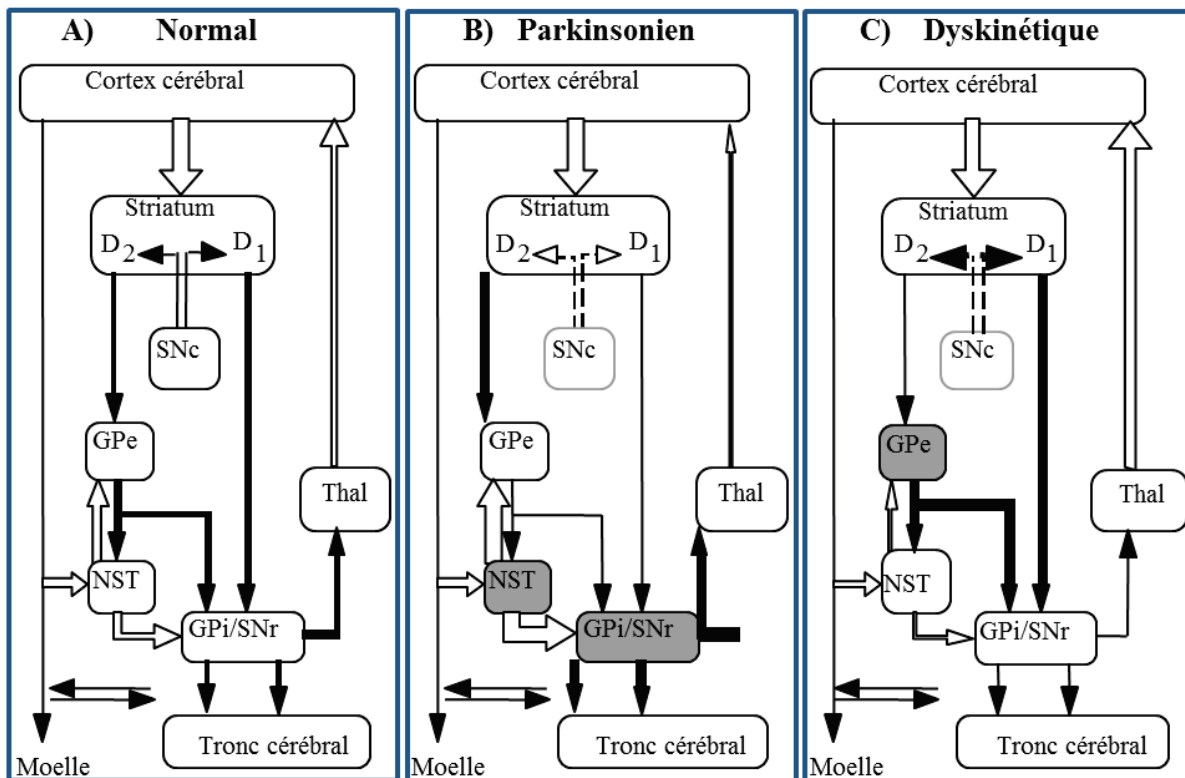 A) Normal
Cortex cérébral
Striatum
D2 D1
SNc
GPe
Thal
NST
GPi/SNr
Tronc cérébral
Moelle
B) Parkinsonien
Cortex cérébral
Striatum
D2 D1
SNc
GPe
Thal
NST
GPi/SNr
Tronc cérébral
Moelle
C) Dyskinétique
Cortex cérébral
Striatum
D2 D1
SNc
GPe
Thal
NST
GPi/SNr
Tronc cérébral
Moelle